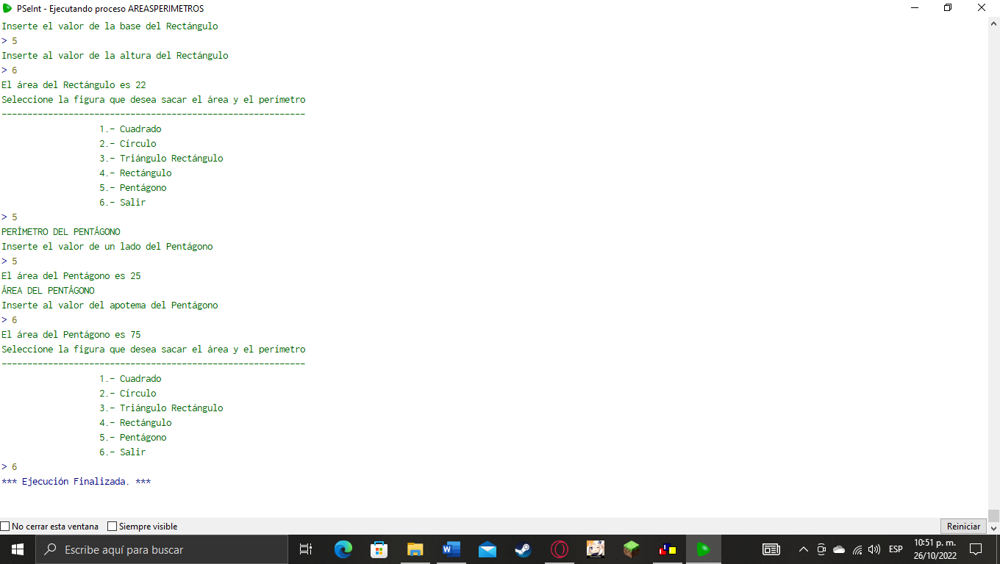 PSeInt - Ejecutando proceso AREASPERIMETROS
Inserte el valor de la base del Rectángulo
> 5
Inserte al valor de la altura del Rectángulo
> 6
El área del Rectángulo es 22
Seleccione la figura que desea sacar el área y el perímetro
-----------------------------------------------------------
1.- Cuadrado
2.- Círculo
3.- Triángulo Rectángulo
4.- Rectángulo
5.- Pentágono
6.- Salir
> 5
PERÍMETRO DEL PENTÁGONO
Inserte el valor de un lado del Pentágono
> 5
El área del Pentágono es 25
ÁREA DEL PENTÁGONO
Inserte al valor del apotema del Pentágono
> 6
El área del Pentágono es 75
Seleccione la figura que desea sacar el área y el perímetro
-----------------------------------------------------------
1.- Cuadrado
2.- Círculo
3.- Triángulo Rectángulo
4.- Rectángulo
5.- Pentágono
6.- Salir
> 6
*** Ejecución Finalizada. ***
No cerrar esta ventana Siempre visible Reiniciar
Escribe aquí para buscar
ESP
10:51 p. m.
26/10/2022